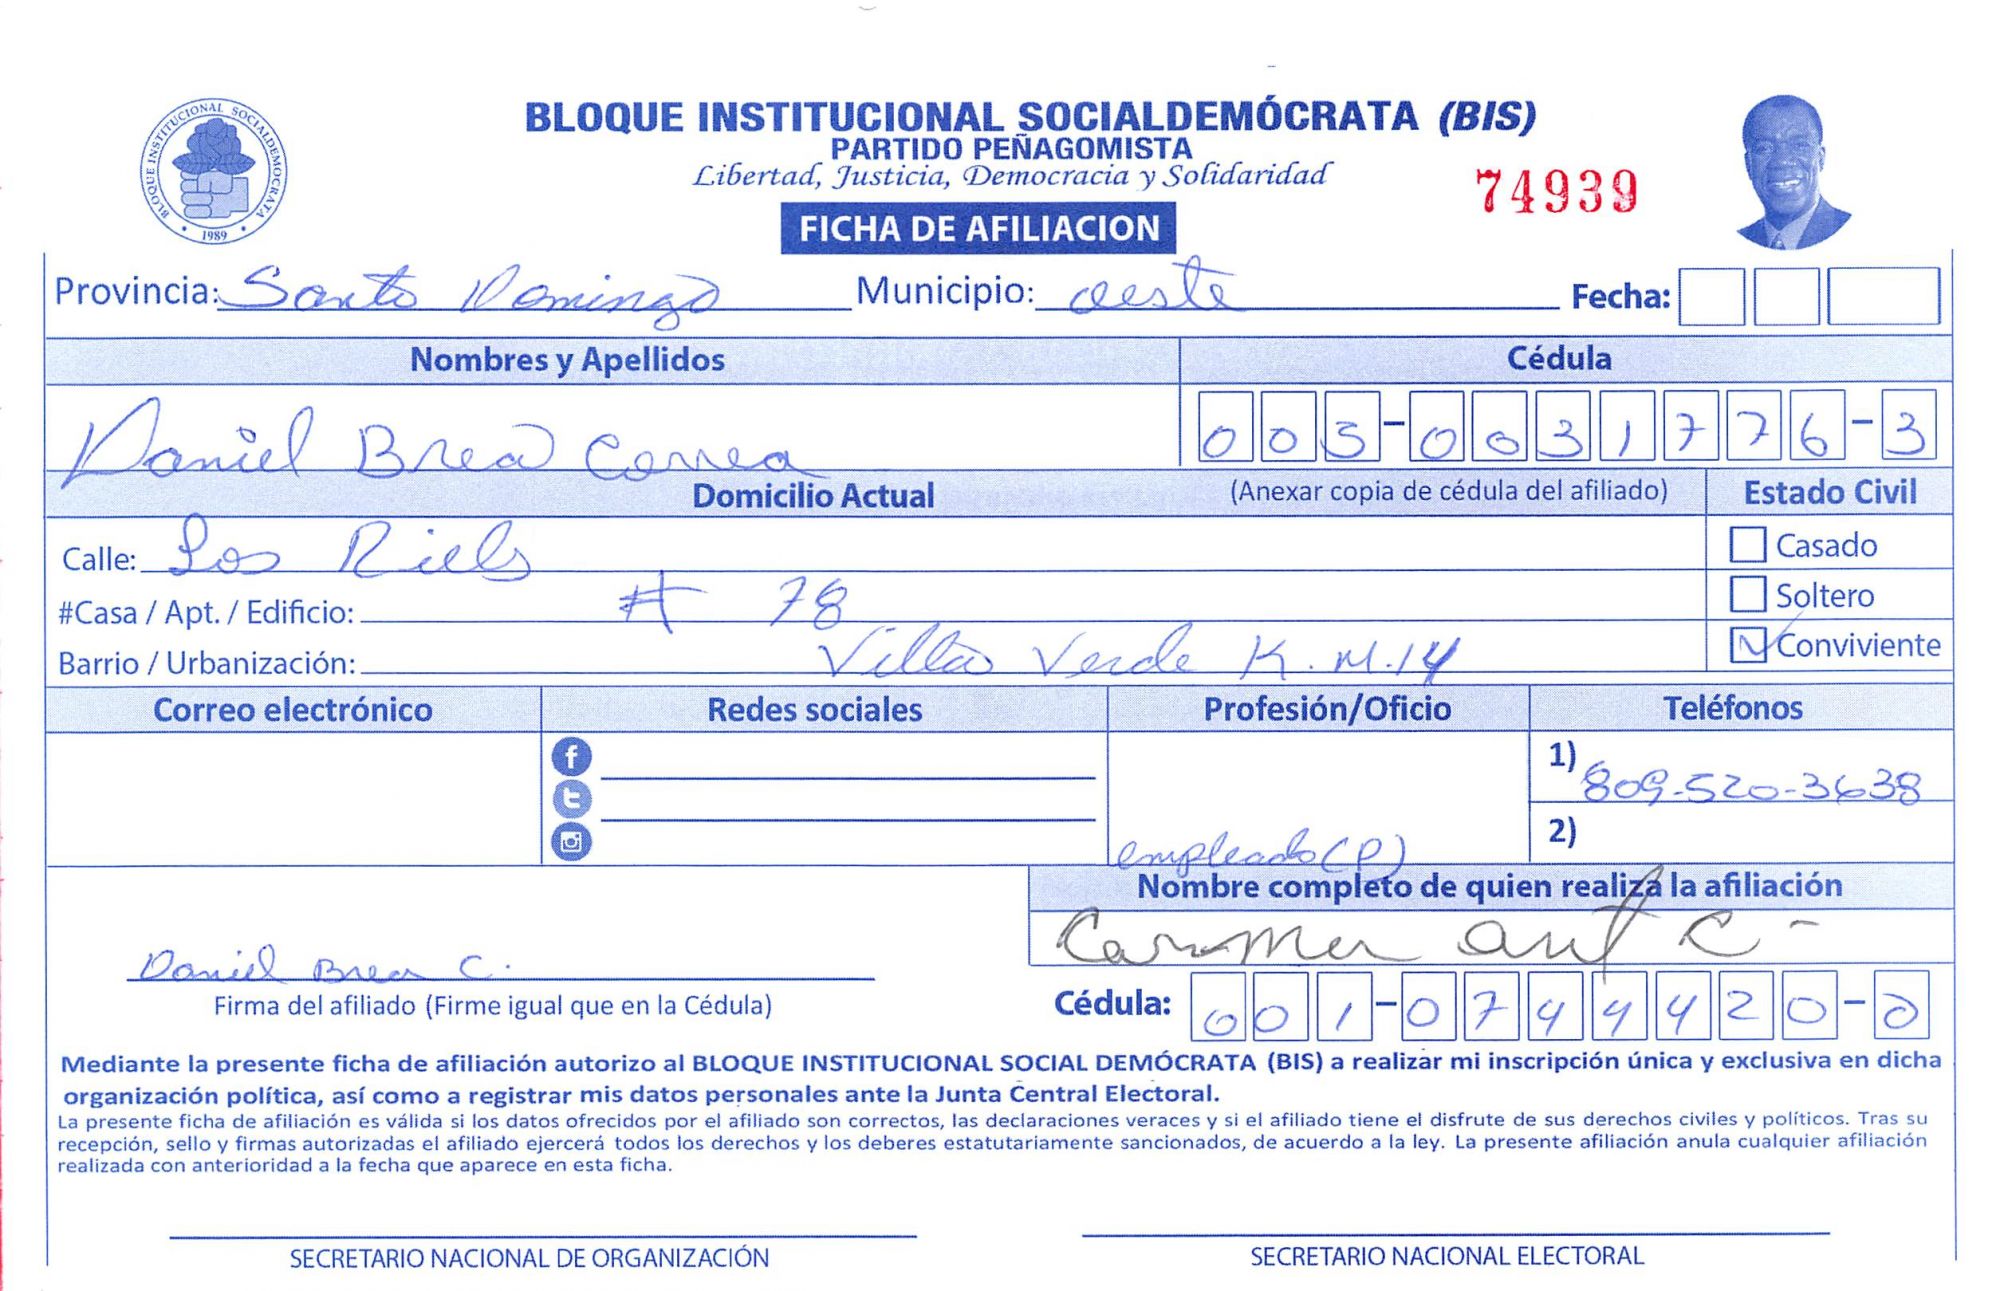 BLOQUE INSTITUCIONAL SOCIALDEMÓCRATA (BIS)
PARTIDO PEÑAGOMISTA
Libertad, Justicia, Democracia y Solidaridad
74939
BLOQUE INSTITUCIONAL SOCIALDEMOCRATA
1989
FICHA DE AFILIACION
Provincia: Santo Domingo Municipio: oeste Fecha:
Nombres y Apellidos Cédula
Daniel Brea Correa 003-0031776-3
Domicilio Actual (Anexar copia de cédula del afiliado) Estado Civil
Calle: Los Riels Casado
#Casa / Apt. / Edificio: # 78 Soltero
Barrio / Urbanización: Villa Verde K.M.14 Conviviente
Correo electrónico Redes sociales Profesión/Oficio Teléfonos
1) 809-520-3638
2)
empleado (P)
Nombre completo de quien realiza la afiliación
Carmen ant C-
Daniel Brea C.
Firma del afiliado (Firme igual que en la Cédula) Cédula: 001-0744420-0
Mediante la presente ficha de afiliación autorizo al BLOQUE INSTITUCIONAL SOCIAL DEMÓCRATA (BIS) a realizar mi inscripción única y exclusiva en dicha
organización política, así como a registrar mis datos personales ante la Junta Central Electoral.
La presente ficha de afiliación es válida si los datos ofrecidos por el afiliado son correctos, las declaraciones veraces y si el afiliado tiene el disfrute de sus derechos civiles y políticos. Tras su
recepción, sello y firmas autorizadas el afiliado ejercerá todos los derechos y los deberes estatutariamente sancionados, de acuerdo a la ley. La presente afiliación anula cualquier afiliación
realizada con anterioridad a la fecha que aparece en esta ficha.
SECRETARIO NACIONAL DE ORGANIZACIÓN SECRETARIO NACIONAL ELECTORAL